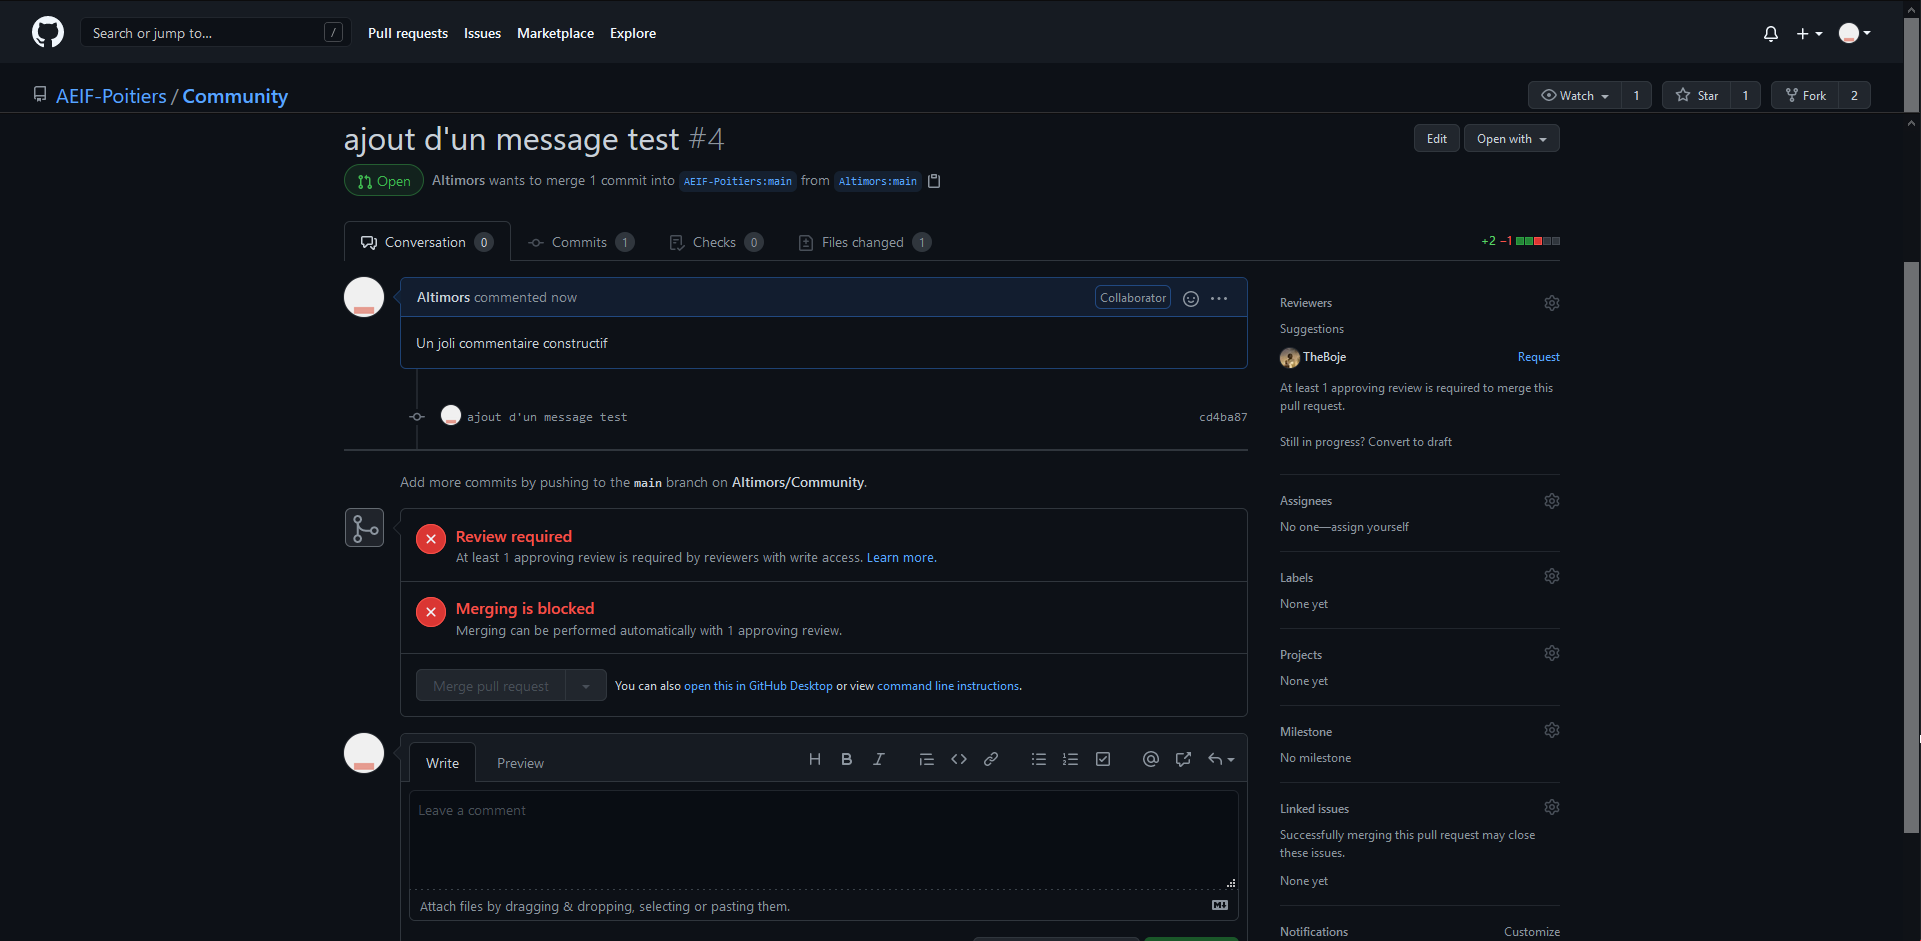 Search or jump to... /
Pull requests Issues Marketplace Explore
AEIF-Poitiers / Community
Watch 1 Star 1 Fork 2
ajout d'un message test #4
Edit Open with
Open Altimors wants to merge 1 commit into AEIF-Poitiers:main from Altimors:main
Conversation 0 Commits 1 Checks 0 Files changed 1
+2 −1
Altimors commented now
Collaborator
Un joli commentaire constructif
ajout d'un message test cd4ba87
Add more commits by pushing to the main branch on Altimors/Community.
Review required
At least 1 approving review is required by reviewers with write access. Learn more.
Merging is blocked
Merging can be performed automatically with 1 approving review.
Merge pull request
You can also open this in GitHub Desktop or view command line instructions.
Write Preview
H B I
Leave a comment
Attach files by dragging & dropping, selecting or pasting them.
Reviewers
Suggestions
TheBoje Request
At least 1 approving review is required to merge this
pull request.
Still in progress? Convert to draft
Assignees
No one—assign yourself
Labels
None yet
Projects
None yet
Milestone
No milestone
Linked issues
Successfully merging this pull request may close
these issues.
None yet
Notifications Customize